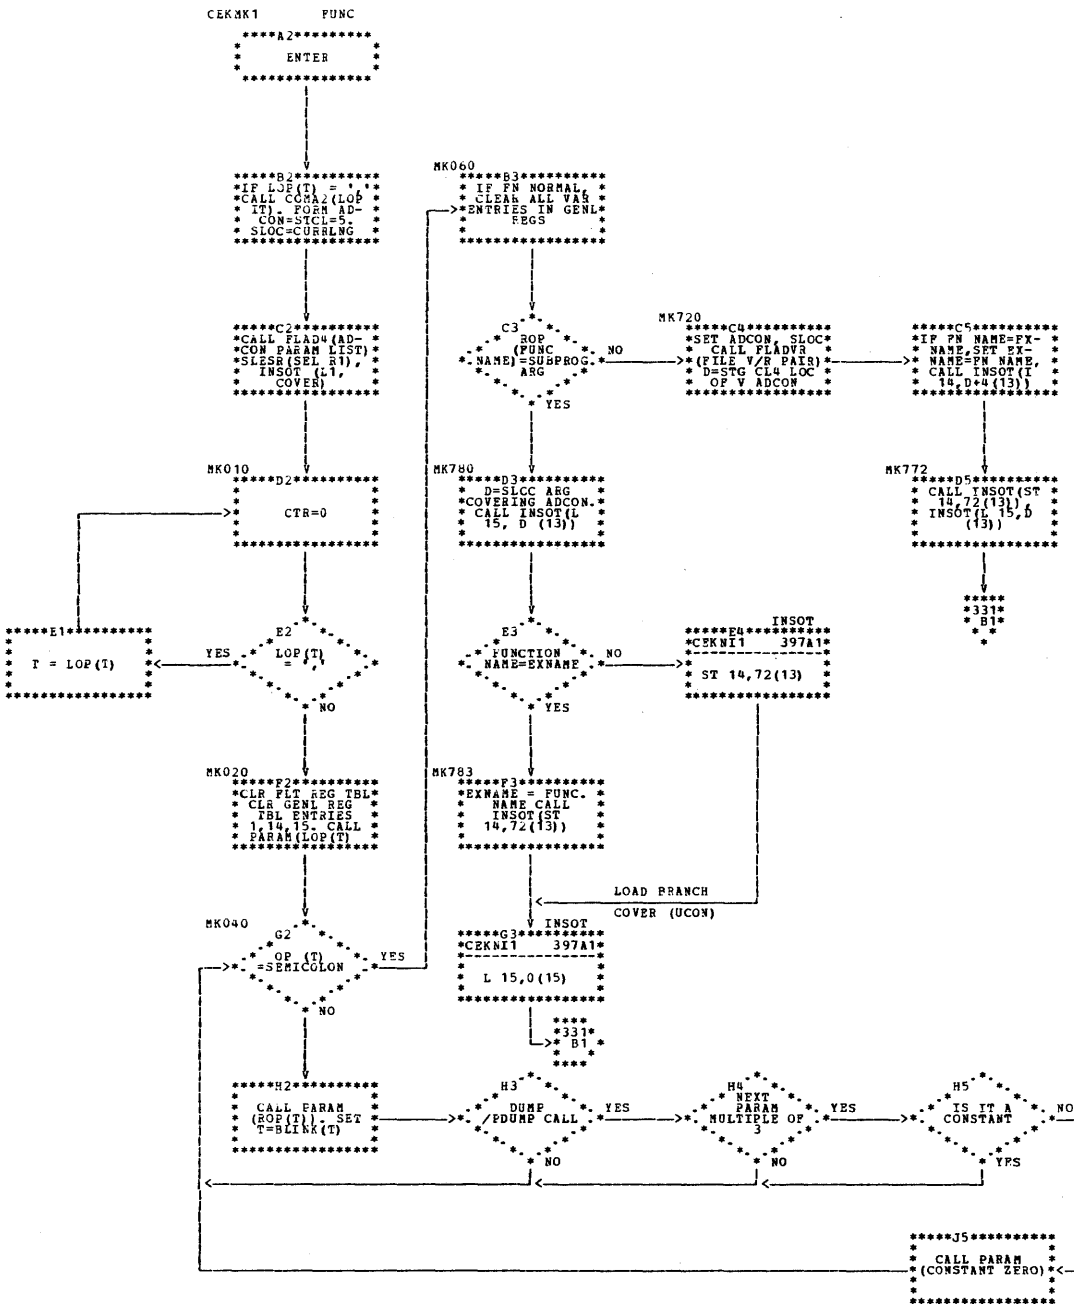 CEKMK1 FUNC
A2
ENTER
B2
IF LOP(T) = ','
CALL COMA2(LOP
IT). FORM AD-
CON=STCL=5.
SLOC=CURRLNG
MK060
B3
IF FN NORMAL,
CLEAR ALL VAR
ENTRIES IN GENL
REGS
C2
CALL FLAD4(AD-
CON PARAM LIST)
SLESR(SEL R1),
INSOT (L1,
COVER)
C3
ROP
(FUNC
NAME)=SUBPROG
ARG
NO
YES
MK720
C4
SET ADCON, SLOC
CALL FLADVR
(FILE V/R PAIR)
D=STG CL4 LOC
OF V ADCON
C5
IF FN NAME=EX-
NAME,SET EX-
NAME=FN NAME,
CALL INSOT(I
14,D+4(13))
MK010
D2
CTR=0
MK780
D3
D=SLCC ARG
COVERING ADCON.
CALL INSOT(L
15, D (13))
MK772
D5
CALL INSOT(ST
14,72(13)),
INSOT(L 15,D
(13))
331
B1
E1
T = LOP(T)
YES
E2
LOP(T)
= ','
NO
E3
FUNCTION
NAME=EXNAME
NO
YES
INSOT
E4
CEKNI1 397A1
ST 14,72(13)
MK020
F2
CLR FLT REG TBL
CLR GENL REG
TBL ENTRIES
1,14,15. CALL
PARAM(LOP(T)
MK783
F3
EXNAME = FUNC.
NAME CALL
INSOT(ST
14,72(13))
LOAD BRANCH
COVER (UCON)
MK040
G2
OP (T)
=SEMICOLON
YES
NO
INSOT
G3
CEKNI1 397A1
L 15,0(15)
331
B1
H2
CALL PARAM
(ROP(T)). SET
T=BLINK(T)
H3
DUMP
/PDUMP CALL
YES
NO
H4
NEXT
PARAM
MULTIPLE OF
3
YES
NO
H5
IS IT A
CONSTANT
NO
YES
J5
CALL PARAM
(CONSTANT ZERO)